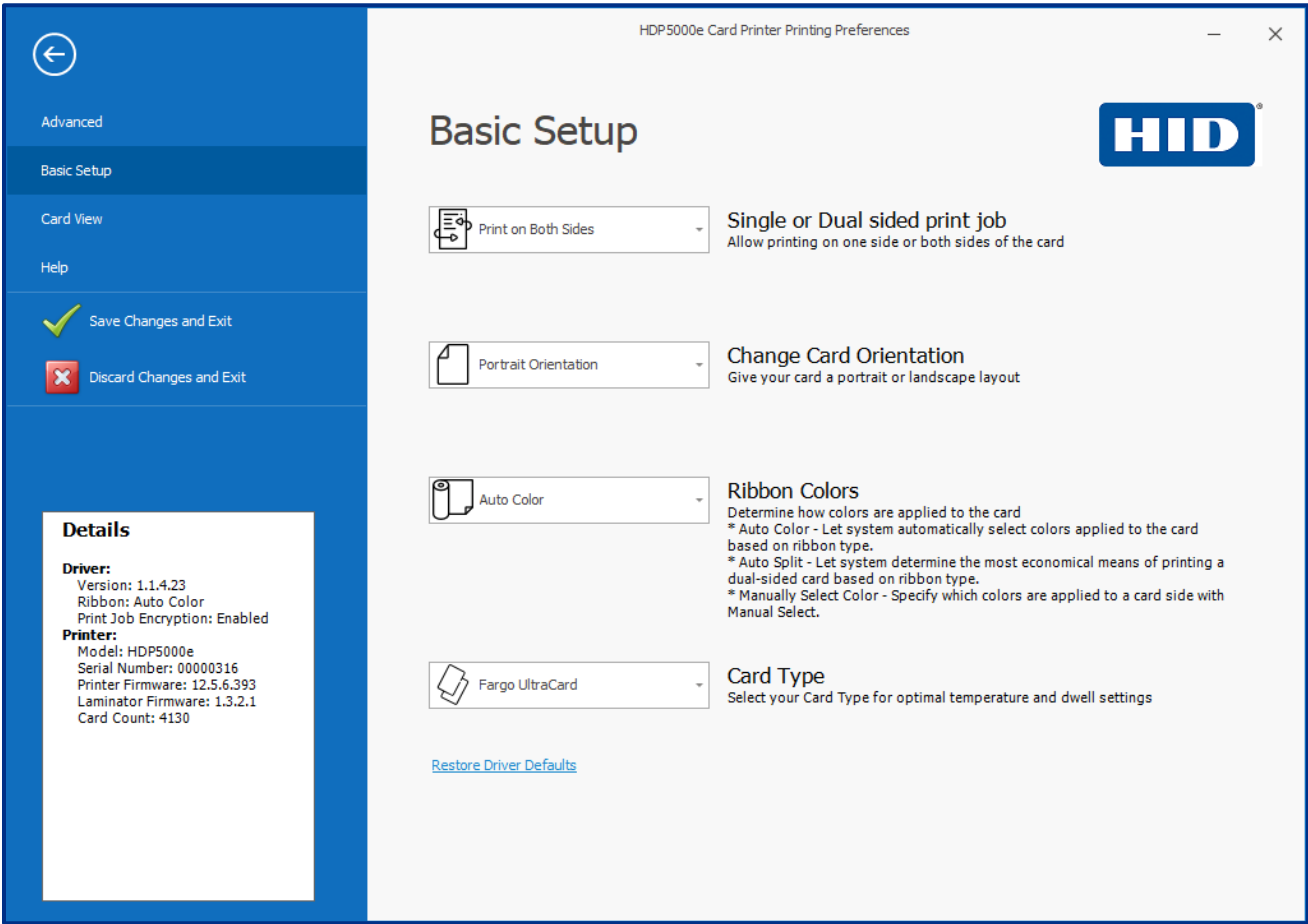 HDP5000e Card Printer Printing Preferences
Advanced
Basic Setup
Card View
Help
Save Changes and Exit
Discard Changes and Exit
Details
Driver:
Version: 1.1.4.23
Ribbon: Auto Color
Print Job Encryption: Enabled
Printer:
Model: HDP5000e
Serial Number: 00000316
Printer Firmware: 12.5.6.393
Laminator Firmware: 1.3.2.1
Card Count: 4130
Basic Setup
HID®
Print on Both Sides
Single or Dual sided print job
Allow printing on one side or both sides of the card
Portrait Orientation
Change Card Orientation
Give your card a portrait or landscape layout
Auto Color
Ribbon Colors
Determine how colors are applied to the card
* Auto Color - Let system automatically select colors applied to the card
based on ribbon type.
* Auto Split - Let system determine the most economical means of printing a
dual-sided card based on ribbon type.
* Manually Select Color - Specify which colors are applied to a card side with
Manual Select.
Fargo UltraCard
Card Type
Select your Card Type for optimal temperature and dwell settings
Restore Driver Defaults